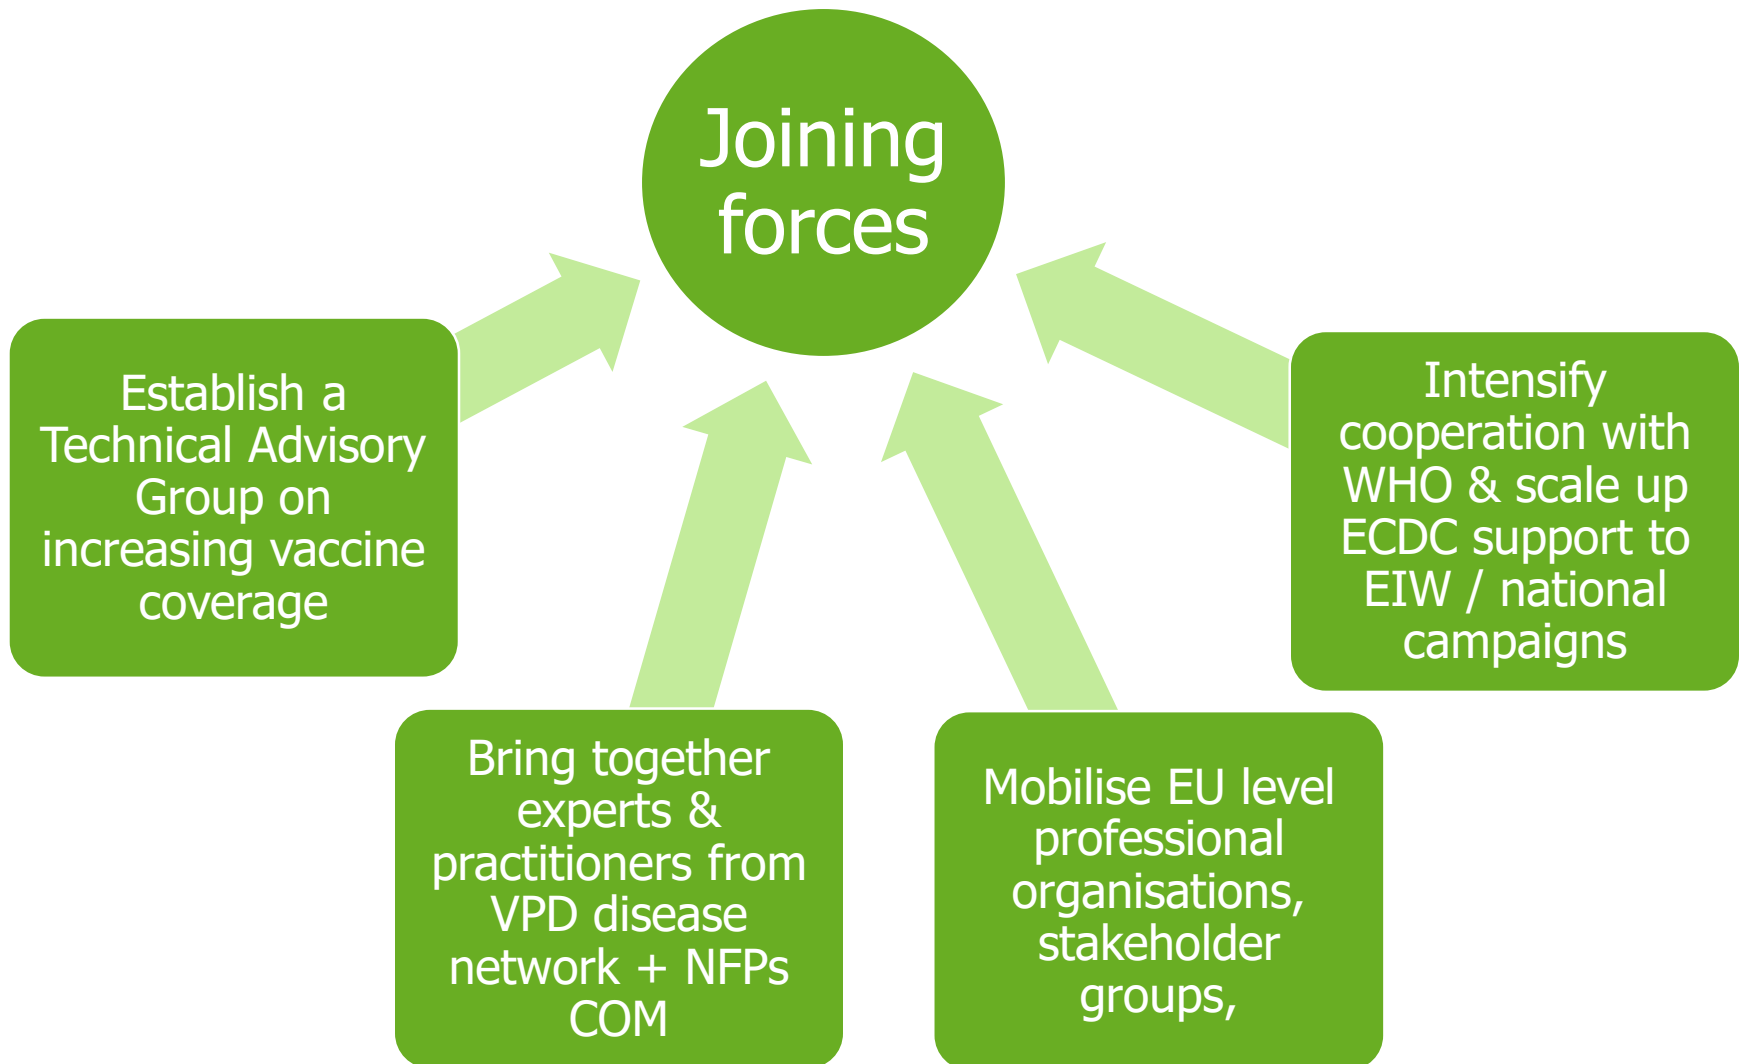 Joining
forces
Establish a
Technical Advisory
Group on
increasing vaccine
coverage
Bring together
experts &
practitioners from
VPD disease
network + NFPs
COM
Mobilise EU level
professional
organisations,
stakeholder
groups,
Intensify
cooperation with
WHO & scale up
ECDC support to
EIW / national
campaigns